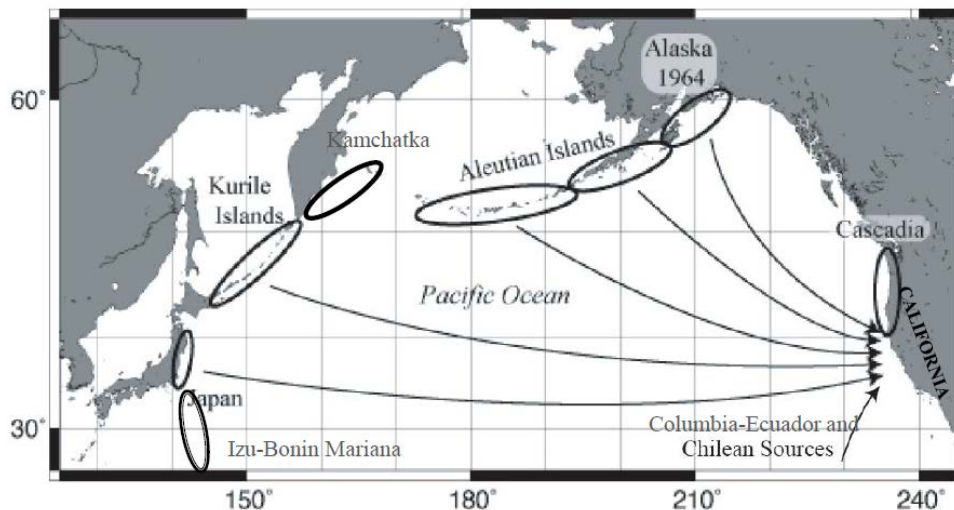 Alaska
1964
60°
Kamchatka
Aleutian Islands
Kurile
Islands
Cascadia
Pacific Ocean
CALIFORNIA
Japan
Columbia-Ecuador and
Chilean Sources
30°
Izu-Bonin Mariana
150
180
210
240